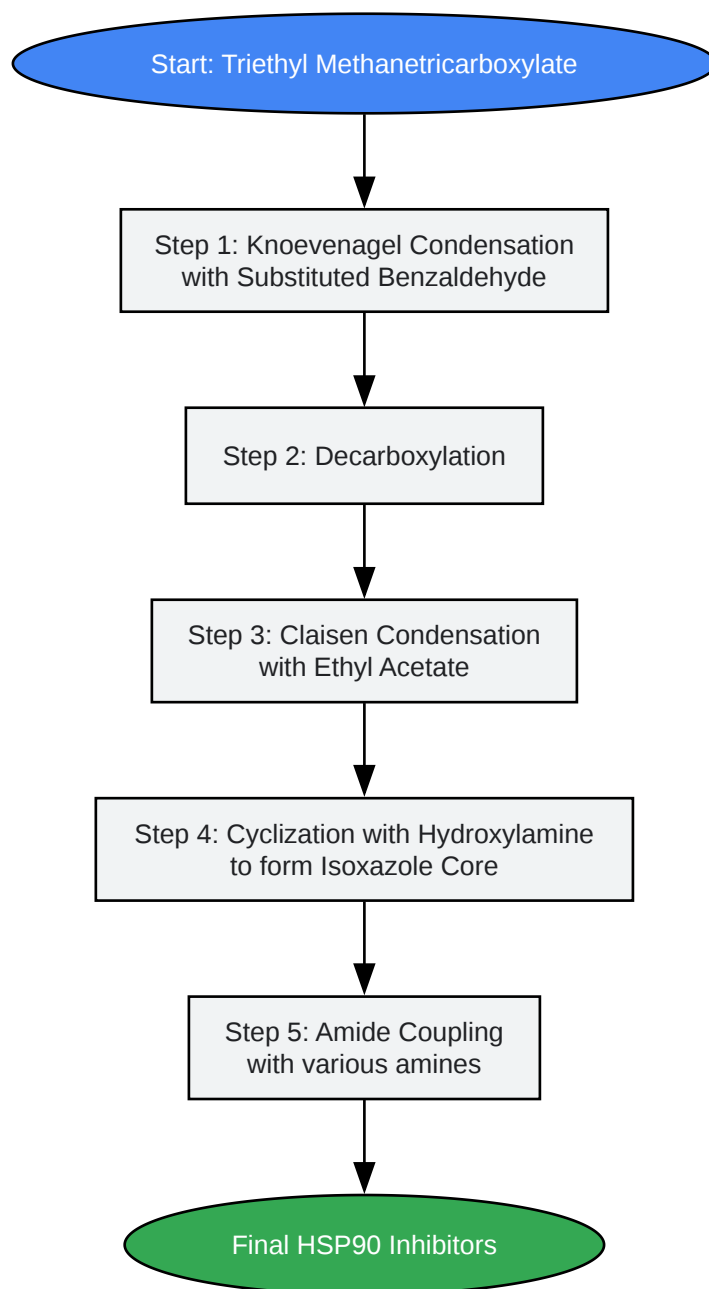 Start: Triethyl Methanetricarboxylate
Step 1: Knoevenagel Condensation
with Substituted Benzaldehyde
Step 2: Decarboxylation
Step 3: Claisen Condensation
with Ethyl Acetate
Step 4: Cyclization with Hydroxylamine
to form Isoxazole Core
Step 5: Amide Coupling
with various amines
Final HSP90 Inhibitors